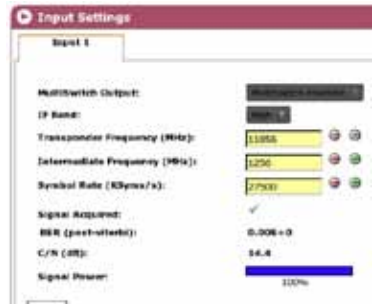 Input Settings
Input 1
MultiSwitch Output:
IF Band: High
Transponder Frequency (MHz): 11856
Intermediate Frequency (MHz): 1256
Symbol Rate (KSyms/s): 27500
Signal Acquired: ✓
BER (post-viterbi): 0.00E+0
C/N (dB): 14.4
Signal Power:
100%